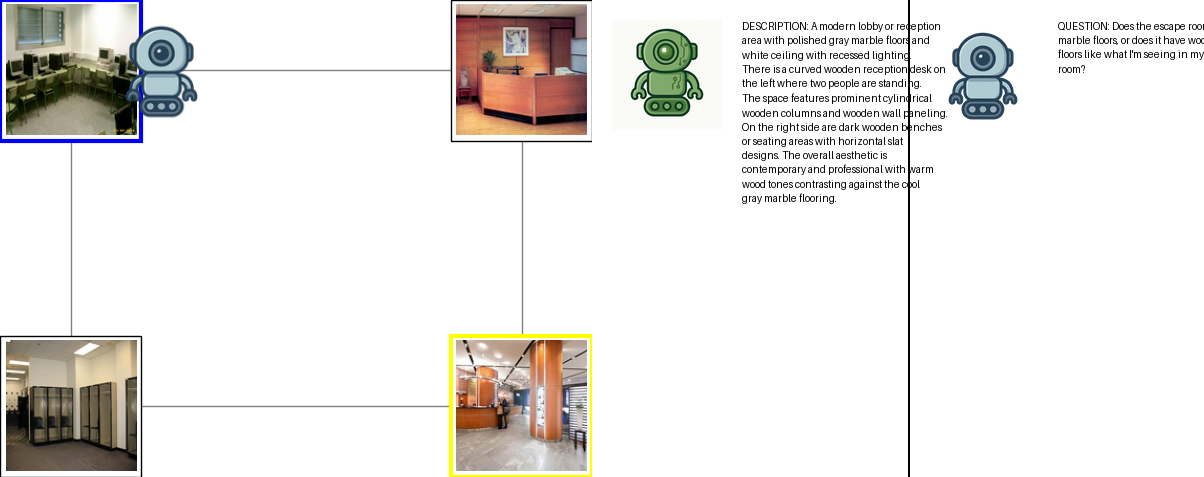 DESCRIPTION: A modern lobby or reception
area with polished gray marble floors and
white ceiling with recessed lighting.
There is a curved wooden reception desk on
the left where two people are standing.
The space features prominent cylindrical
wooden columns and wooden wall paneling.
On the right side are dark wooden benches
or seating areas with horizontal slat
designs. The overall aesthetic is
contemporary and professional with warm
wood tones contrasting against the cool
gray marble flooring.
QUESTION: Does the escape
marble floors, or does it have
floors like what I'm seeing in my
room?